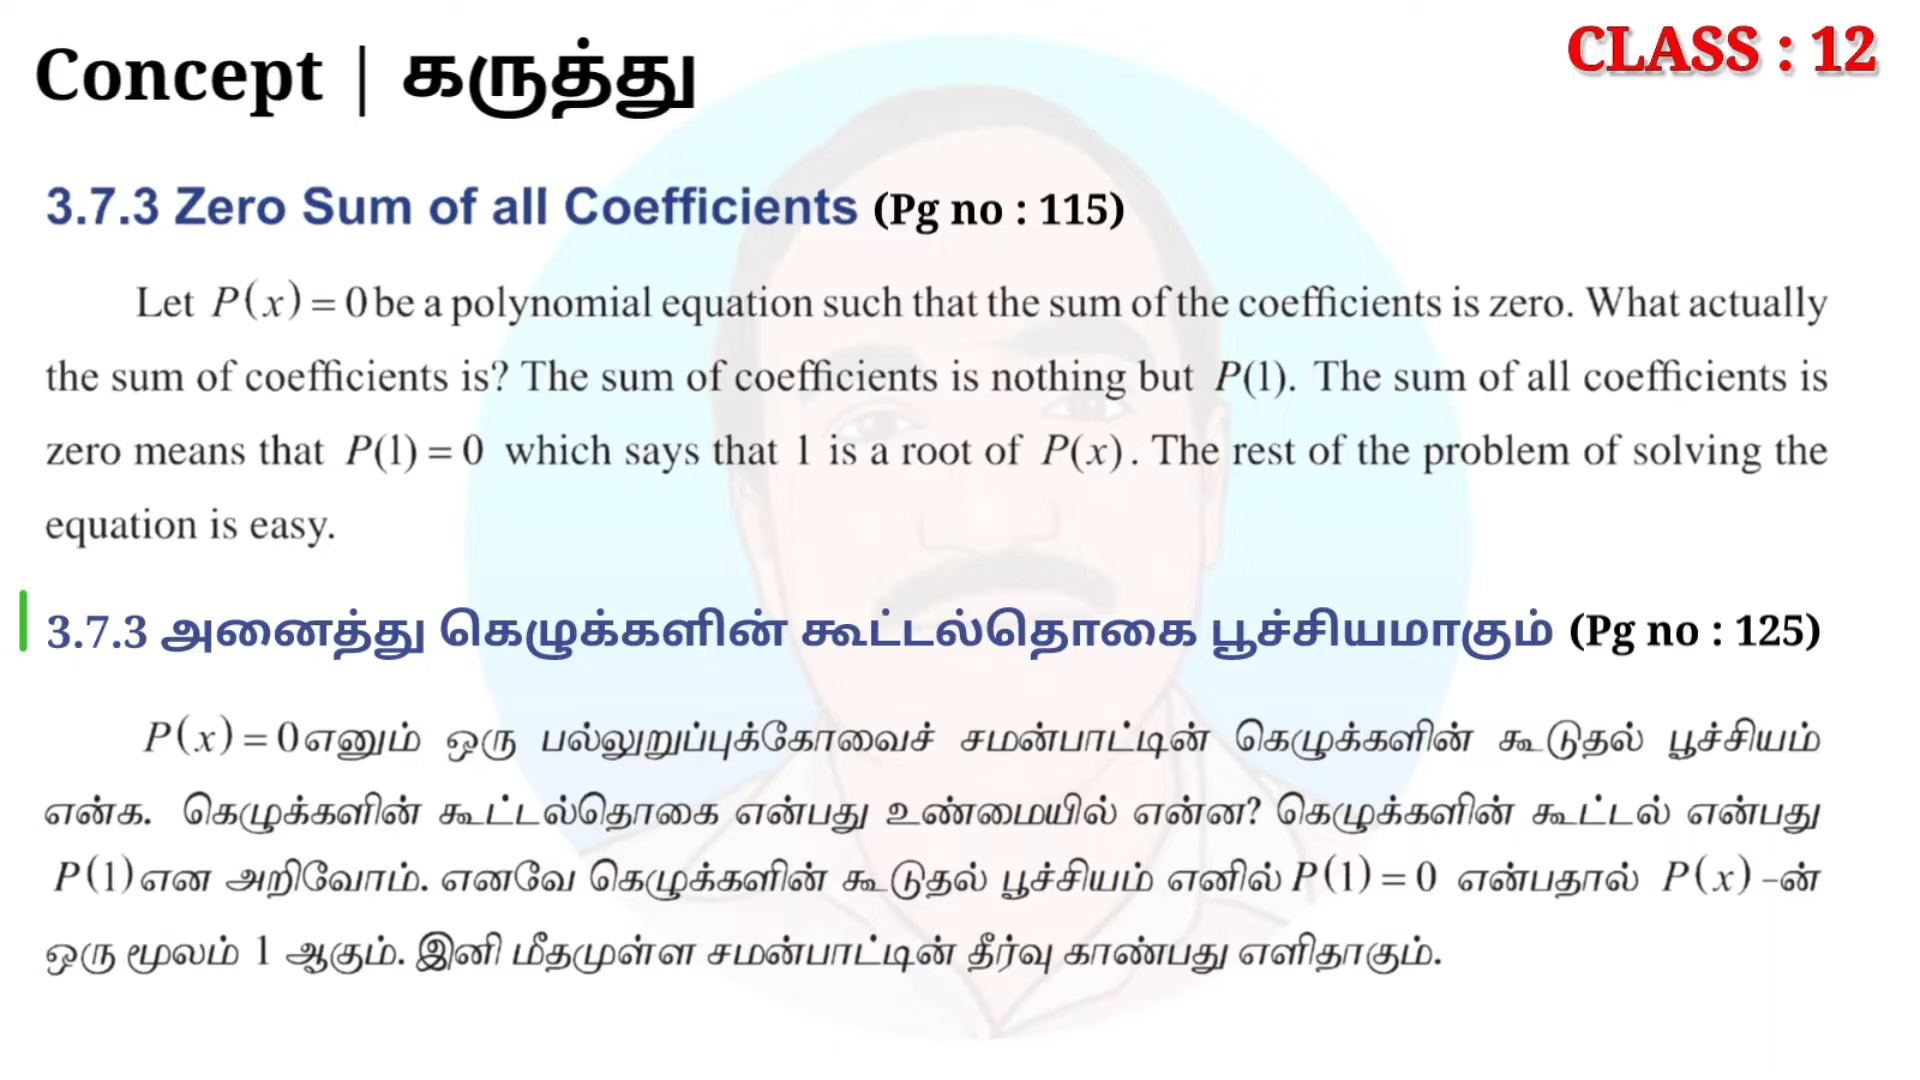 Concept | கருத்து
CLASS : 12
3.7.3 Zero Sum of all Coefficients (Pg no : 115)
Let P(x) = 0 be a polynomial equation such that the sum of the coefficients is zero. What actually
the sum of coefficients is? The sum of coefficients is nothing but P(1). The sum of all coefficients is
zero means that P(1) = 0 which says that 1 is a root of P(x). The rest of the problem of solving the
equation is easy.
3.7.3 அனைத்து கெழுக்களின் கூட்டல்தொகை பூச்சியமாகும் (Pg no : 125)
P(x) = 0 எனும் ஒரு பல்லுறுப்புக்கோவைச் சமன்பாட்டின் கெழுக்களின் கூடுதல் பூச்சியம்
என்க. கெழுக்களின் கூட்டல்தொகை என்பது உண்மையில் என்ன? கெழுக்களின் கூட்டல் என்பது
P(1) என அறிவோம். எனவே கெழுக்களின் கூடுதல் பூச்சியம் எனில் P(1) = 0 என்பதால் P(x) –ன்
ஒரு மூலம் 1 ஆகும். இனி மீதமுள்ள சமன்பாட்டின் தீர்வு காண்பது எளிதாகும்.